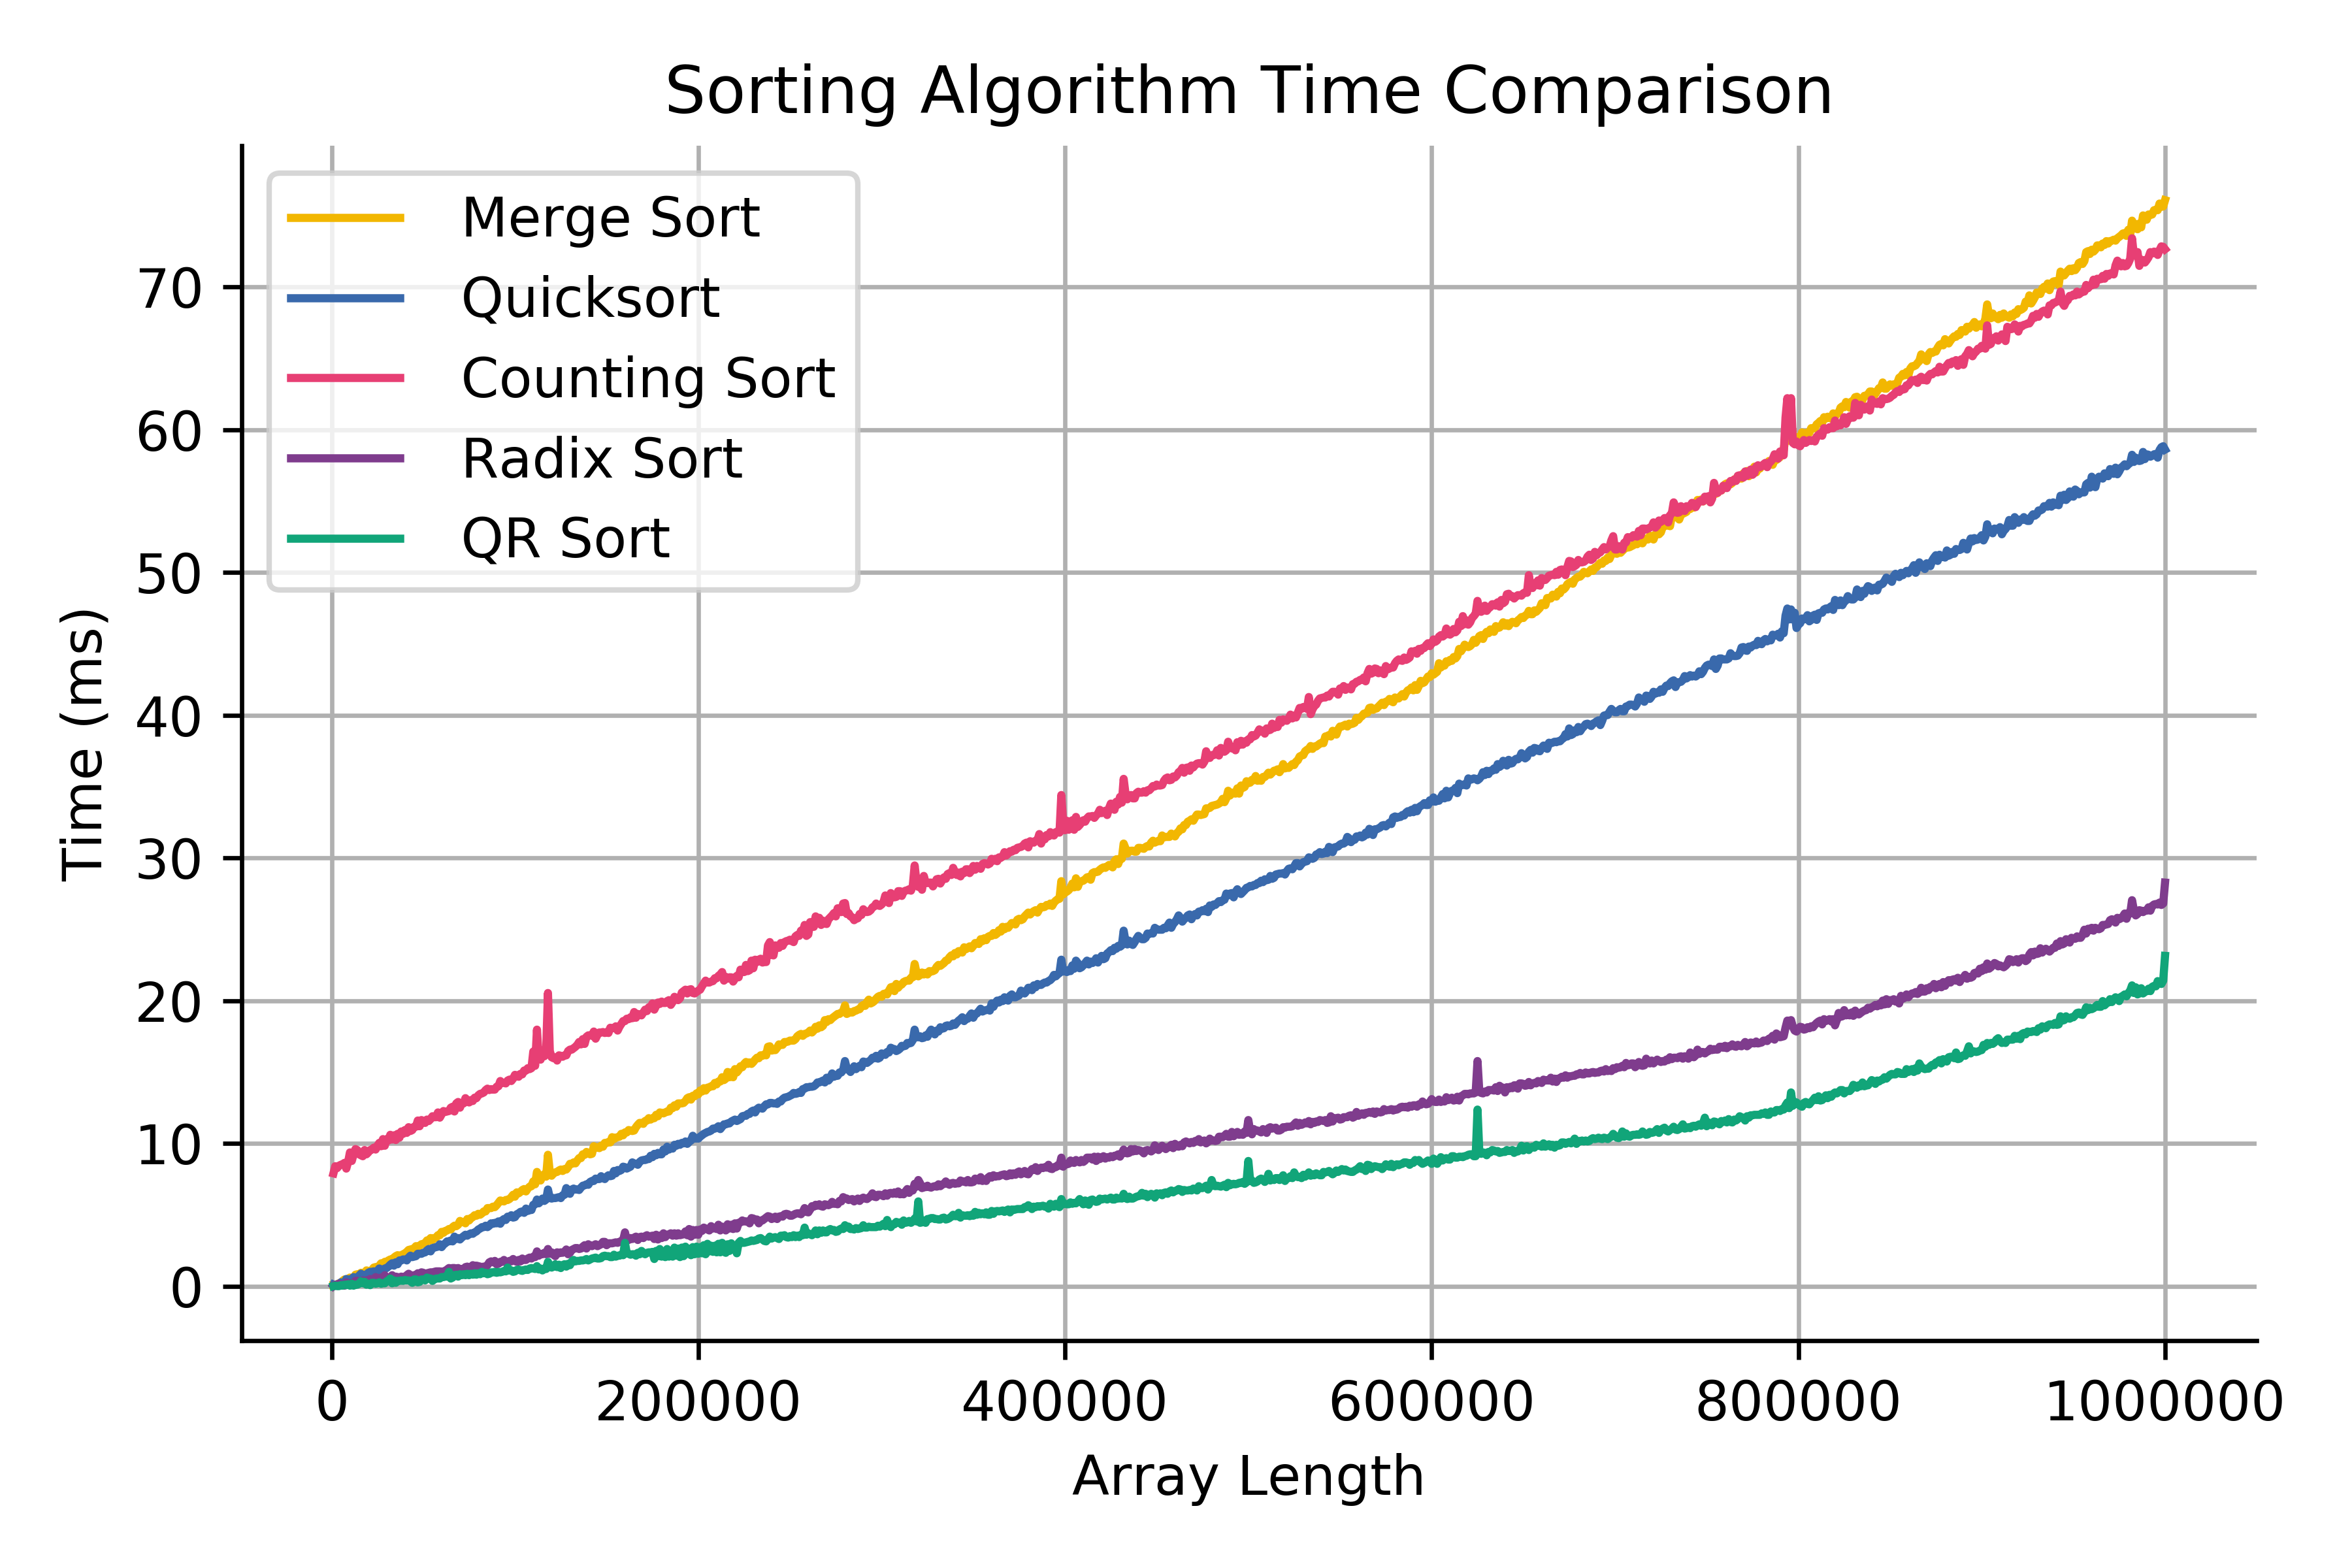 Sorting Algorithm Time Comparison
Merge Sort
Quicksort
Counting Sort
Radix Sort
QR Sort
Time (ms)
70
60
50
40
30
20
10
0
0 200000 400000 600000 800000 1000000
Array Length